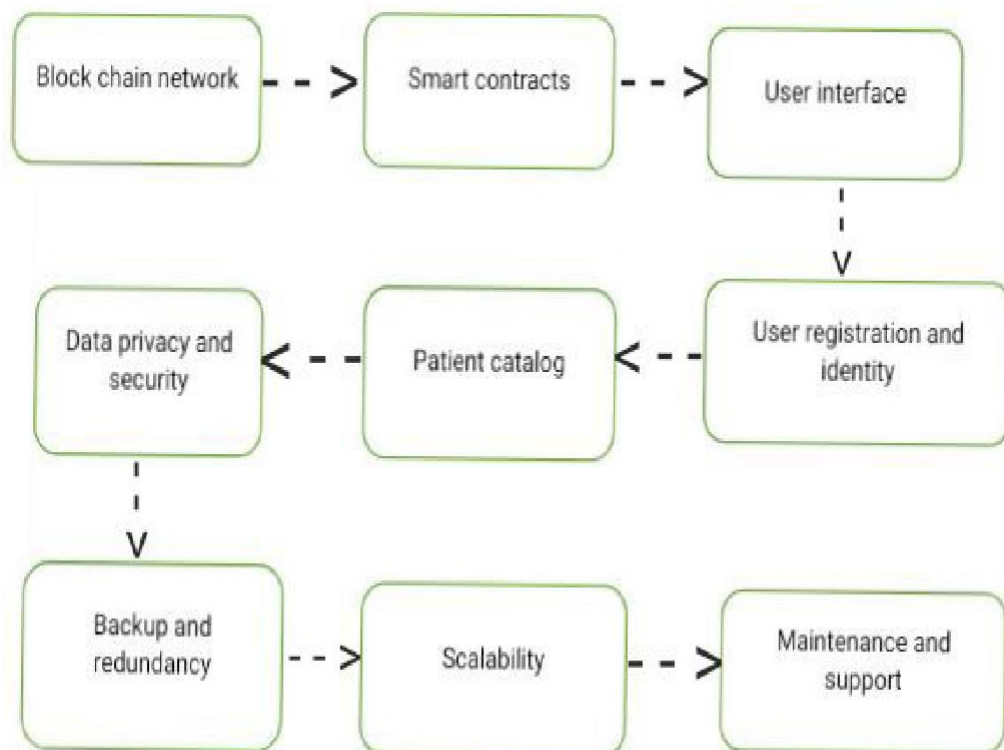 Block chain network
Smart contracts
User interface
Data privacy and
security
Patient catalog
User registration and
identity
Backup and
redundancy
Scalability
Maintenance and
support